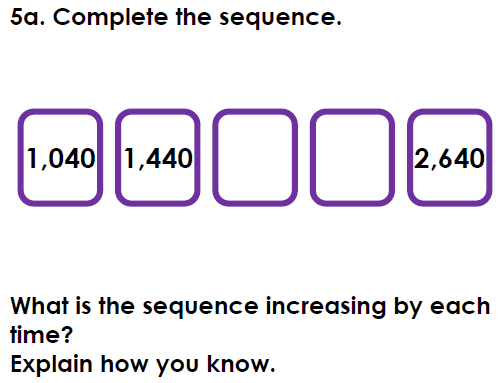 5a. Complete the sequence.
1,040 1,440 2,640
What is the sequence increasing by each
time?
Explain how you know.